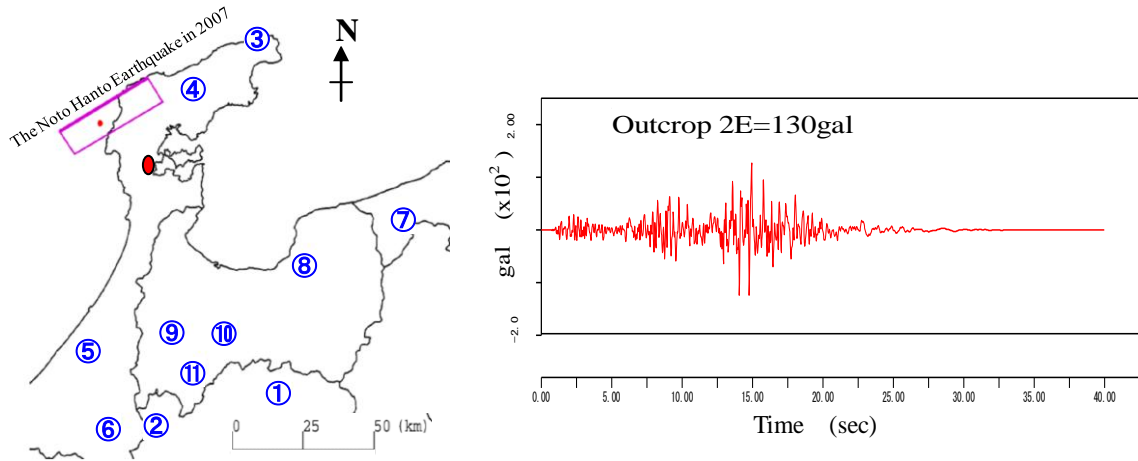 The Noto Hanto Earthquake in 2007
N
③
④
⑦
⑧
⑨
⑩
⑤
⑪
①
②
⑥
0 25 50 (km)
Outcrop 2E=130gal
gal (x10²)
2.00
-2.0
0.00 5.00 10.00 15.00 20.00 25.00 30.00 35.00 40.00
Time (sec)